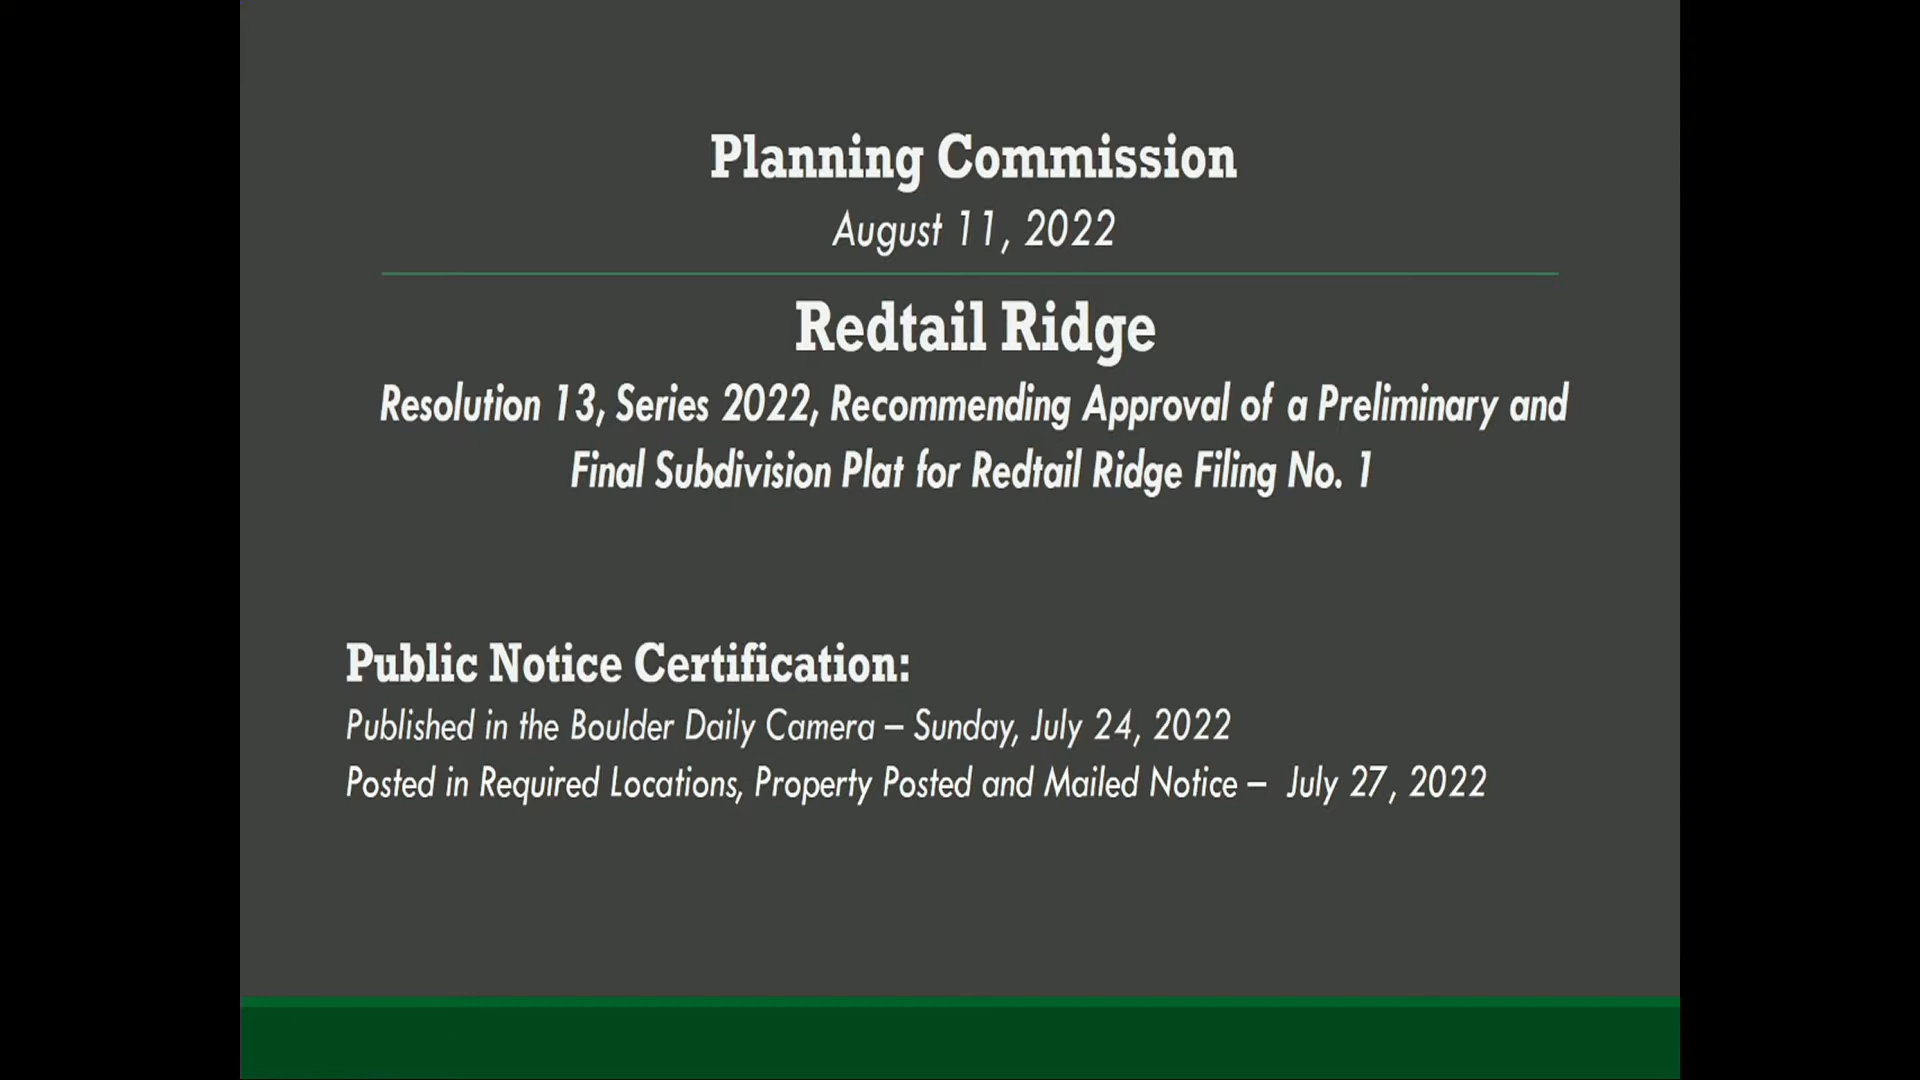 Planning Commission
August 11, 2022
Redtail Ridge
Resolution 13, Series 2022, Recommending Approval of a Preliminary and
Final Subdivision Plat for Redtail Ridge Filing No. 1
Public Notice Certification:
Published in the Boulder Daily Camera – Sunday, July 24, 2022
Posted in Required Locations, Property Posted and Mailed Notice – July 27, 2022